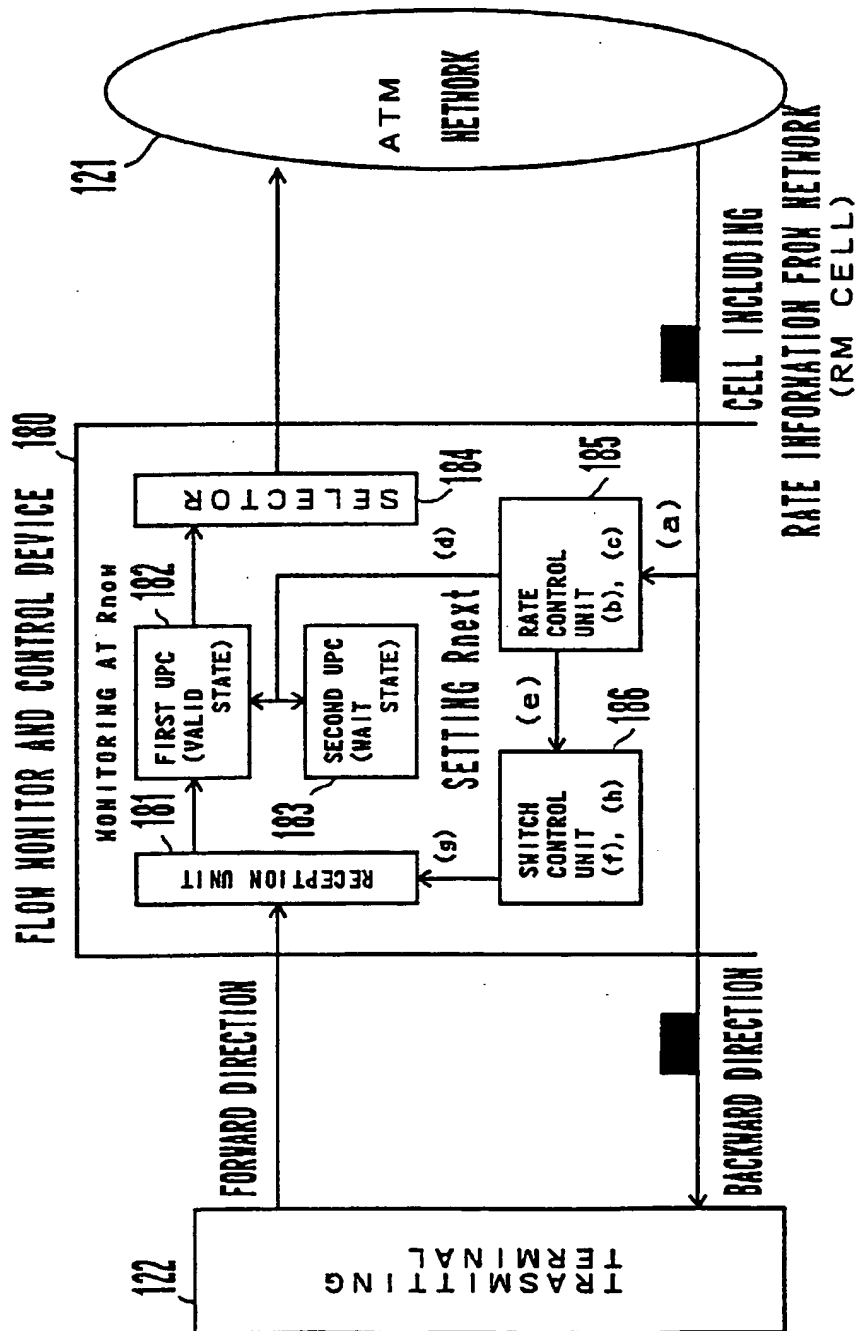 FLOW MONITOR AND CONTROL DEVICE 180
121
ATM
NETWORK
122
TRASMITTING
TERMINAL
FORWARD DIRECTION
BACKWARD DIRECTION
MONITORING AT Rnow
181
RECEPTION UNIT
182
FIRST UPC
(VALID
STATE)
183
SECOND UPC
(WAIT
STATE)
SELECTOR
184
SETTING Rnext
(d)
(g)
(e)
185
RATE
CONTROL
UNIT
(b), (c)
186
SWITCH
CONTROL
UNIT
(f), (h)
(a)
CELL INCLUDING
RATE INFORMATION FROM NETWORK
(RM CELL)